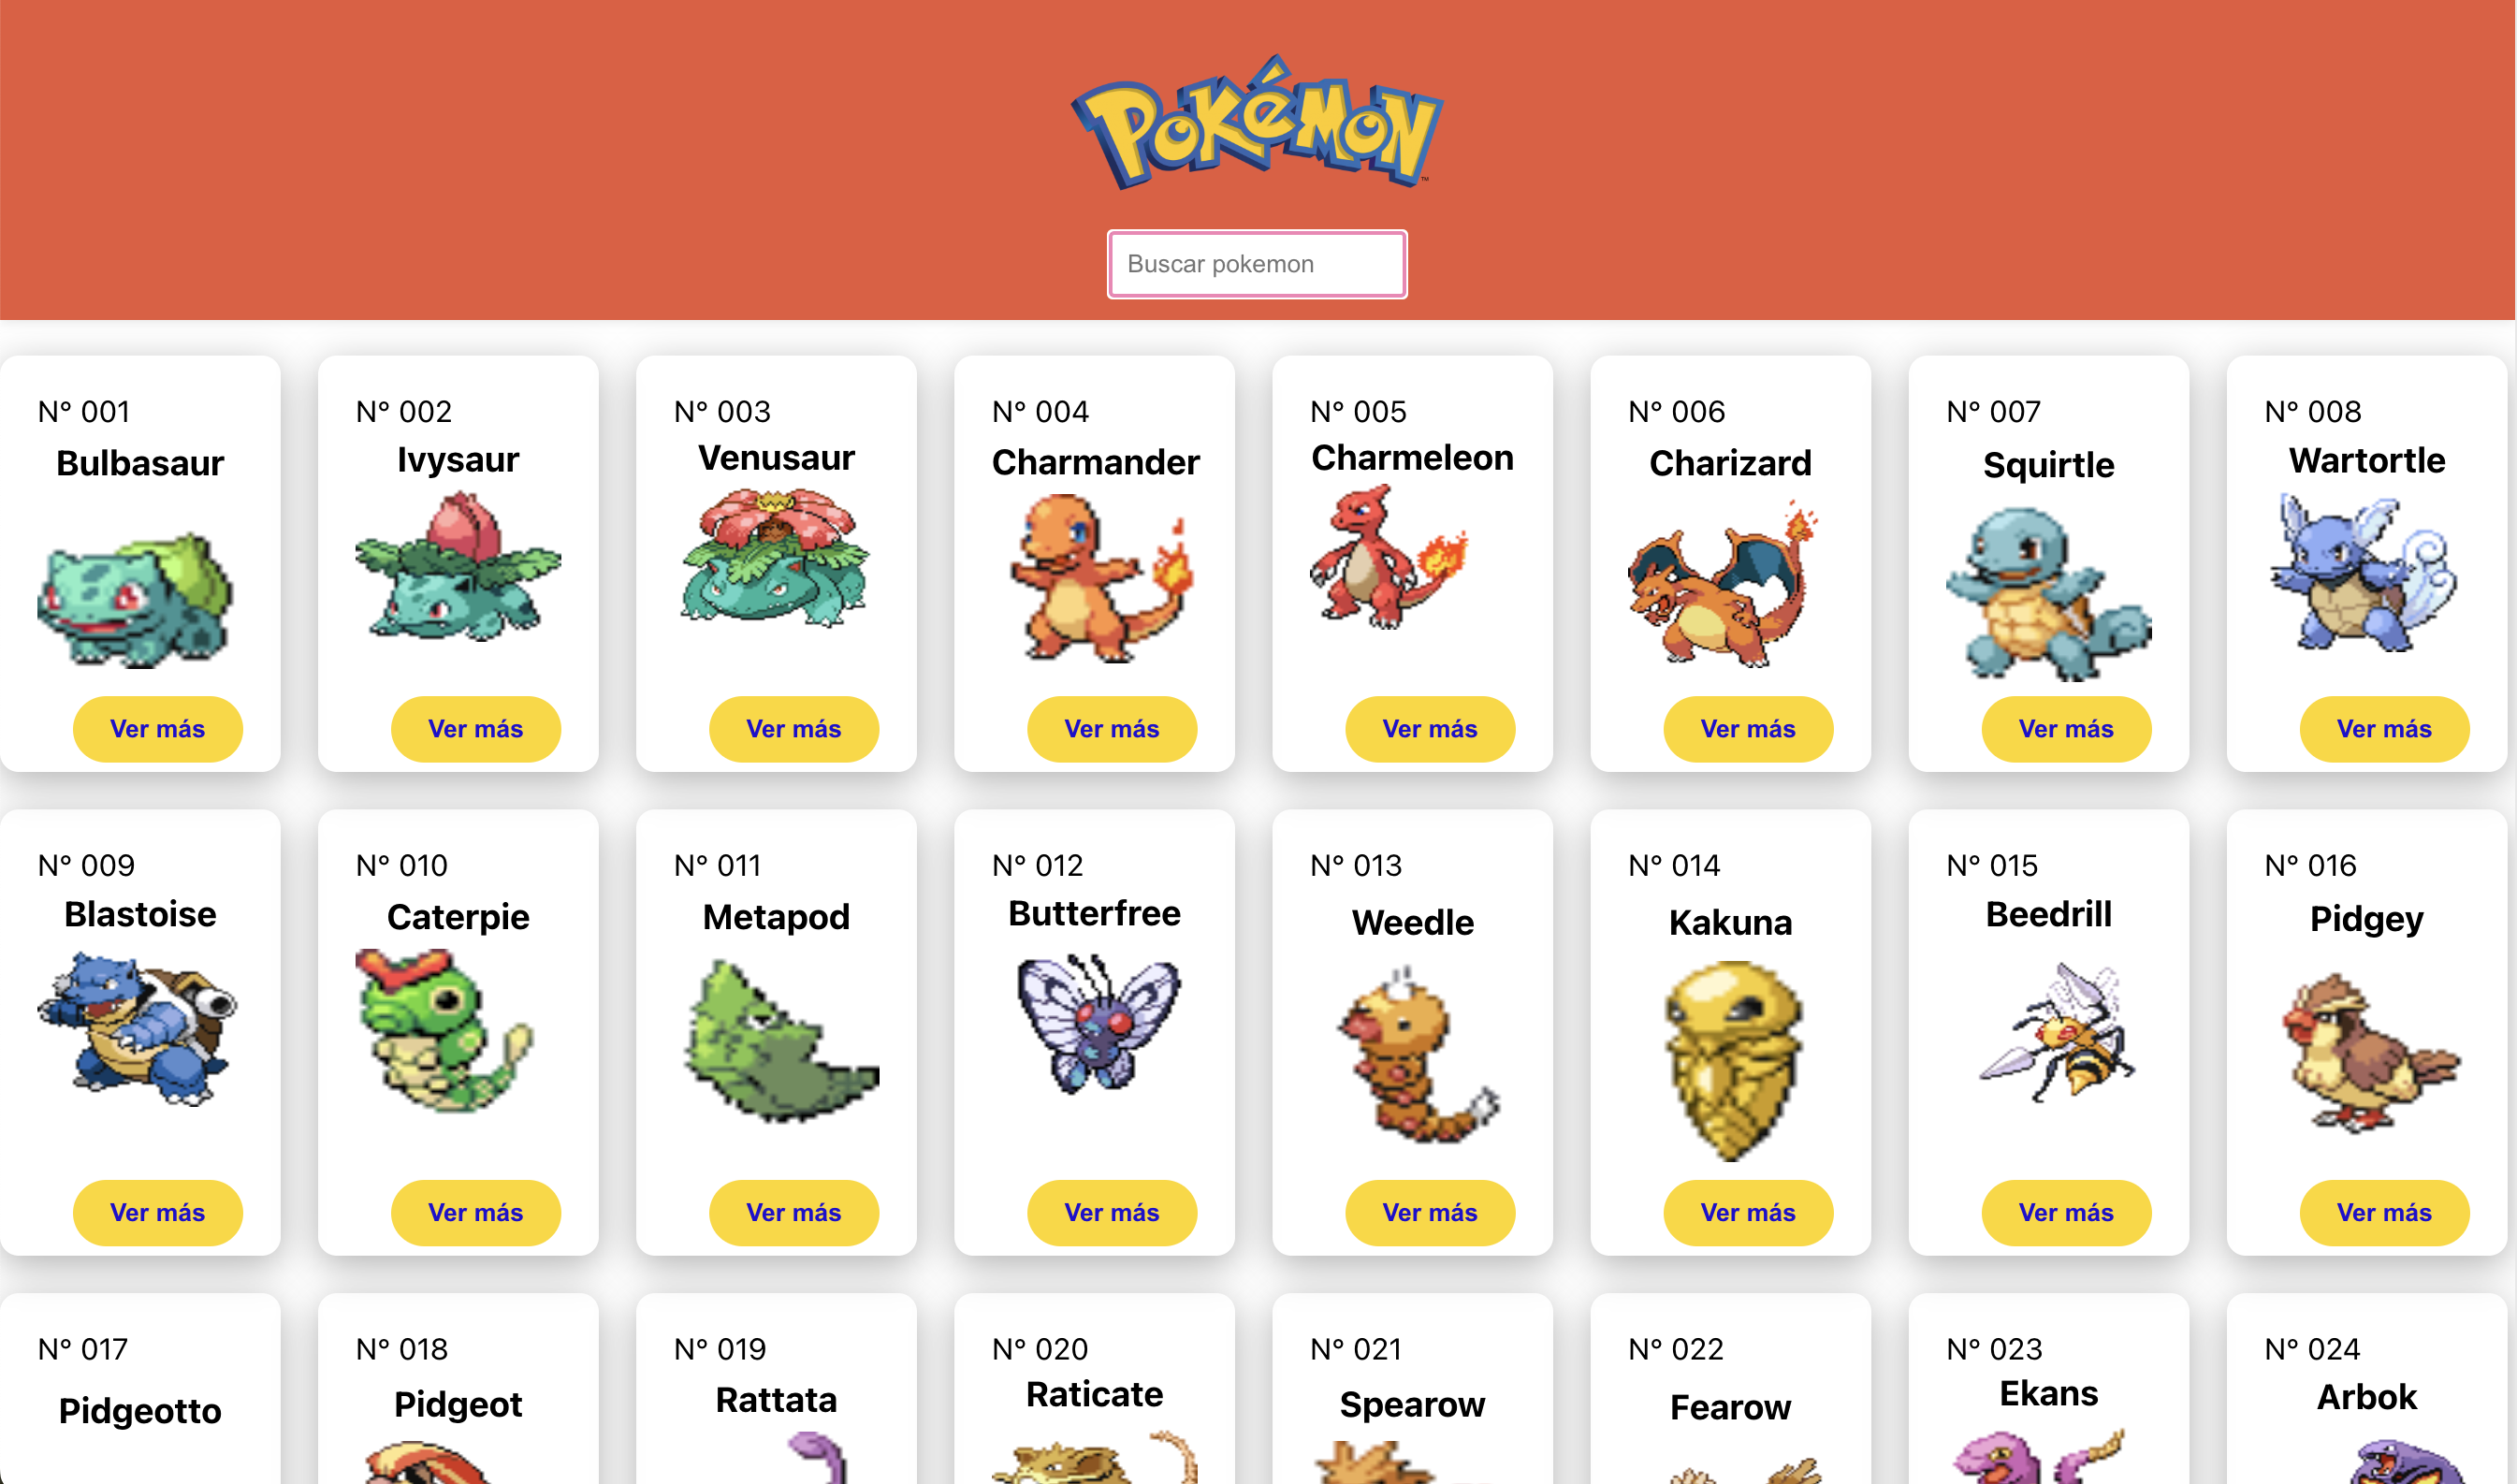 Pokémon
™
Buscar pokemon
N° 001
Bulbasaur
Ver más
N° 002
Ivysaur
Ver más
N° 003
Venusaur
Ver más
N° 004
Charmander
Ver más
N° 005
Charmeleon
Ver más
N° 006
Charizard
Ver más
N° 007
Squirtle
Ver más
N° 008
Wartortle
Ver más
N° 009
Blastoise
Ver más
N° 010
Caterpie
Ver más
N° 011
Metapod
Ver más
N° 012
Butterfree
Ver más
N° 013
Weedle
Ver más
N° 014
Kakuna
Ver más
N° 015
Beedrill
Ver más
N° 016
Pidgey
Ver más
N° 017
Pidgeotto
N° 018
Pidgeot
N° 019
Rattata
N° 020
Raticate
N° 021
Spearow
N° 022
Fearow
N° 023
Ekans
N° 024
Arbok